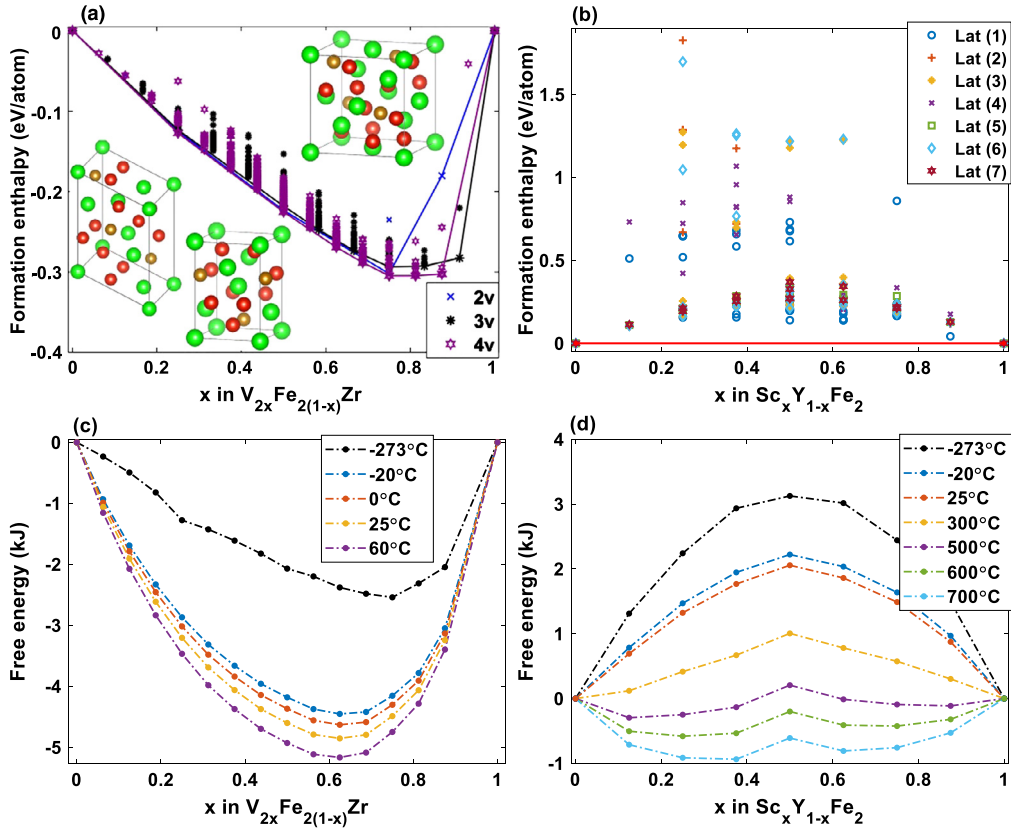 (a)
0
-0.1
-0.2
-0.3
-0.4
0 0.2 0.4 0.6 0.8 1
Formation enthalpy (eV/atom)
x in V2xFe2(1-x)Zr
2v
3v
4v
(b)
1.5
1
0.5
0
0 0.2 0.4 0.6 0.8 1
Formation enthalpy (eV/atom)
x in ScxY1-xFe2
Lat (1)
Lat (2)
Lat (3)
Lat (4)
Lat (5)
Lat (6)
Lat (7)
(c)
0
-1
-2
-3
-4
-5
0 0.2 0.4 0.6 0.8 1
Free energy (kJ)
x in V2xFe2(1-x)Zr
-273°C
-20°C
0°C
25°C
60°C
(d)
4
3
2
1
0
-1
0 0.2 0.4 0.6 0.8 1
Free energy (kJ)
x in ScxY1-xFe2
-273°C
-20°C
25°C
300°C
500°C
600°C
700°C